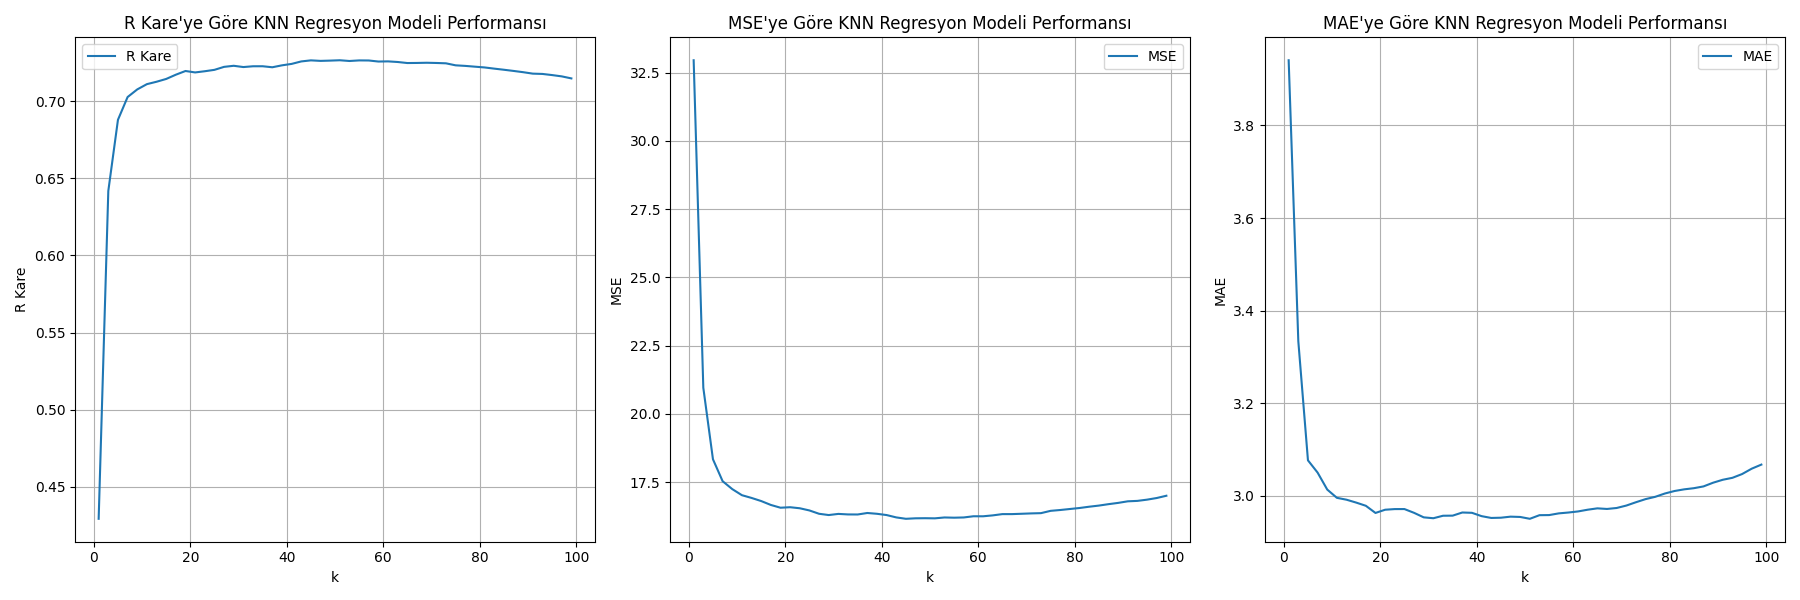 R Kare'ye Göre KNN Regresyon Modeli Performansı
R Kare
0.70
0.65
0.60
0.55
0.50
0.45
R Kare
0 20 40 60 80 100
k
MSE'ye Göre KNN Regresyon Modeli Performansı
MSE
32.5
30.0
27.5
25.0
22.5
20.0
17.5
MSE
0 20 40 60 80 100
k
MAE'ye Göre KNN Regresyon Modeli Performansı
MAE
3.8
3.6
3.4
3.2
3.0
MAE
0 20 40 60 80 100
k